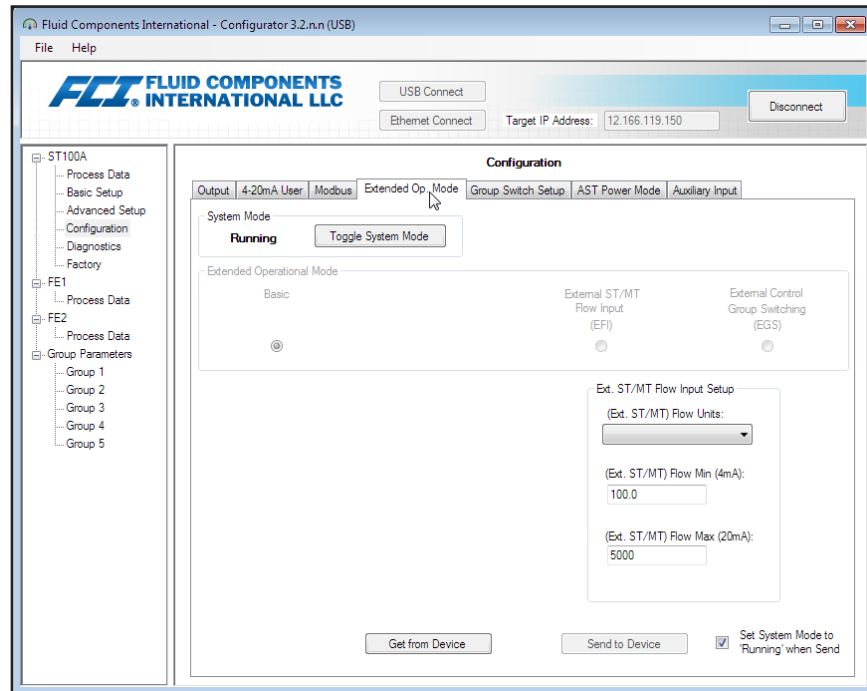 Fluid Components International - Configurator 3.2.n.n (USB)
File Help
FCI FLUID COMPONENTS
® INTERNATIONAL LLC
USB Connect
Ethernet Connect
Target IP Address: 12.166.119.150
Disconnect
ST100A
Process Data
Basic Setup
Advanced Setup
Configuration
Diagnostics
Factory
FE1
Process Data
FE2
Process Data
Group Parameters
Group 1
Group 2
Group 3
Group 4
Group 5
Configuration
Output 4-20mA User Modbus Extended Op. Mode Group Switch Setup AST Power Mode Auxiliary Input
System Mode
Running Toggle System Mode
Extended Operational Mode
Basic
External ST/MT
Flow Input
(EFI)
External Control
Group Switching
(EGS)
Ext. ST/MT Flow Input Setup
(Ext. ST/MT) Flow Units:
(Ext. ST/MT) Flow Min (4mA):
100.0
(Ext. ST/MT) Flow Max (20mA):
5000
Get from Device
Send to Device
Set System Mode to
'Running' when Send